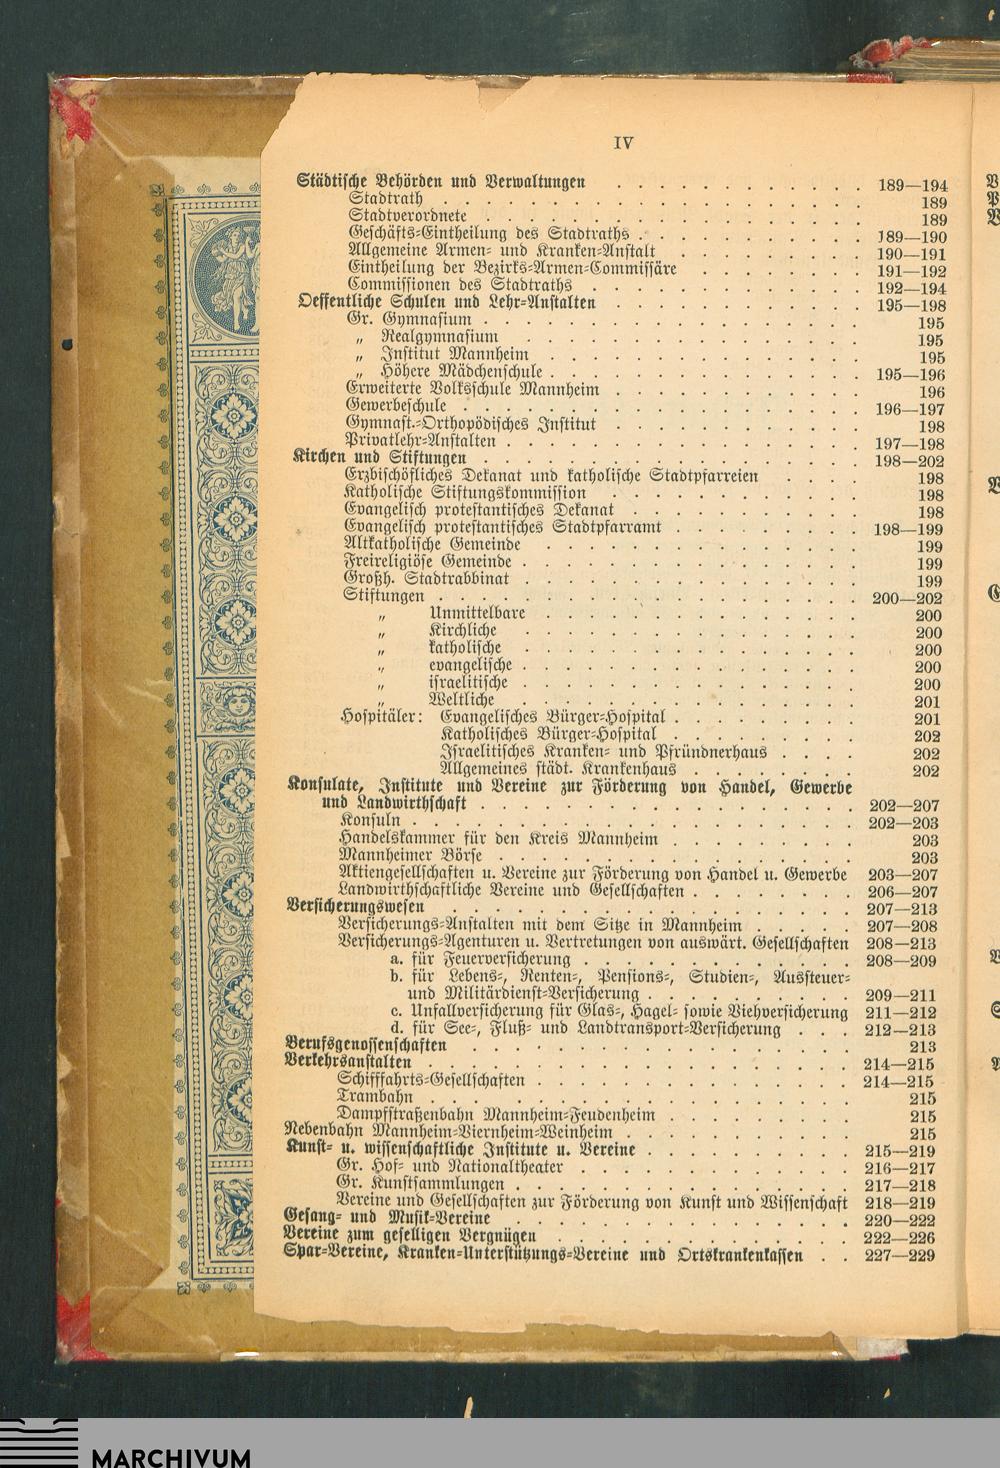 IV
Städtische Behörden und Verwaltungen . . . . . . . . . 189—194
Stadtrath . . . . . . . . . . . . . . . 189
Stadtverordnete . . . . . . . . . . . . . . 189
Geschäfts-Eintheilung des Stadtraths . . . . . . . . 189—190
Allgemeine Armen- und Kranken-Anstalt . . . . . . . 190—191
Eintheilung der Bezirks-Armen-Commissäre . . . . . . 191—192
Commissionen des Stadtraths . . . . . . . . . . 192—194
Oeffentliche Schulen und Lehr-Anstalten . . . . . . . . . 195—198
Gr. Gymnasium . . . . . . . . . . . . . . 195
„ Realgymnasium . . . . . . . . . . . . 195
„ Institut Mannheim . . . . . . . . . . . 195
„ Höhere Mädchenschule . . . . . . . . . . . 195—196
Erweiterte Volksschule Mannheim . . . . . . . . . 196
Gewerbeschule . . . . . . . . . . . . . . 196—197
Gymnast.-Orthopödisches Institut . . . . . . . . . 198
Privatlehr-Anstalten . . . . . . . . . . . . . 197—198
Kirchen und Stiftungen . . . . . . . . . . . . . . 198—202
Erzbischöfliches Dekanat und katholische Stadtpfarreien . . . 198
Katholische Stiftungskommission . . . . . . . . . 198
Evangelisch protestantisches Dekanat . . . . . . . . 198
Evangelisch protestantisches Stadtpfarramt . . . . . . 198—199
Altkatholische Gemeinde . . . . . . . . . . . 199
Freireligiöse Gemeinde . . . . . . . . . . . . 199
Großh. Stadtrabbinat . . . . . . . . . . . . 199
Stiftungen . . . . . . . . . . . . . . . 200—202
„ Unmittelbare . . . . . . . . . . . . 200
„ Kirchliche . . . . . . . . . . . . 200
„ katholische . . . . . . . . . . . . 200
„ evangelische . . . . . . . . . . . . 200
„ israelitische . . . . . . . . . . . . 200
„ Weltliche . . . . . . . . . . . . 201
Hospitäler: Evangelisches Bürger-Hospital . . . . . . . 201
Katholisches Bürger-Hospital . . . . . . . 202
Israelitisches Kranken- und Pfründnerhaus . . . . 202
Allgemeines städt. Krankenhaus . . . . . . . 202
Konsulate, Institute und Vereine zur Förderung von Handel, Gewerbe
und Landwirthschaft . . . . . . . . . . . . . 202—207
Konsuln . . . . . . . . . . . . . . . . 202—203
Handelskammer für den Kreis Mannheim . . . . . . . 203
Mannheimer Börse . . . . . . . . . . . . . 203
Aktiengesellschaften u. Vereine zur Förderung von Handel u. Gewerbe 203—207
Landwirthschaftliche Vereine und Gesellschaften . . . . . . 206—207
Versicherungswesen . . . . . . . . . . . . . . . 207—213
Versicherungs-Anstalten mit dem Sitze in Mannheim . . . . 207—208
Versicherungs-Agenturen u. Vertretungen von auswärt. Gesellschaften 208—213
a. für Feuerversicherung . . . . . . . . . . 208—209
b. für Lebens-, Renten-, Pensions-, Studien-, Aussteuer-
und Militärdienst-Versicherung . . . . . . . . 209—211
c. Unfallversicherung für Glas-, Hagel- sowie Viehversicherung 211—212
d. für See-, Fluß- und Landtransport-Versicherung . . . 212—213
Berufsgenossenschaften . . . . . . . . . . . . . . 213
Verkehrsanstalten . . . . . . . . . . . . . . . 214—215
Schifffahrts-Gesellschaften . . . . . . . . . . . 214—215
Trambahn . . . . . . . . . . . . . . . 215
Dampfstraßenbahn Mannheim-Feudenheim . . . . . . . 215
Nebenbahn Mannheim-Viernheim-Weinheim . . . . . . . . 215
Kunst- u. wissenschaftliche Institute u. Vereine . . . . . . . . 215—219
Gr. Hof- und Nationaltheater . . . . . . . . . . 216—217
Gr. Kunstsammlungen . . . . . . . . . . . . 217—218
Vereine und Gesellschaften zur Förderung von Kunst und Wissenschaft 218—219
Gesang- und Musik-Vereine . . . . . . . . . . . . 220—222
Vereine zum geselligen Vergnügen . . . . . . . . . . . 222—226
Spar-Vereine, Kranken-Unterstützungs-Vereine und Ortskrankenkassen . . 227—229
MARCHIVUM